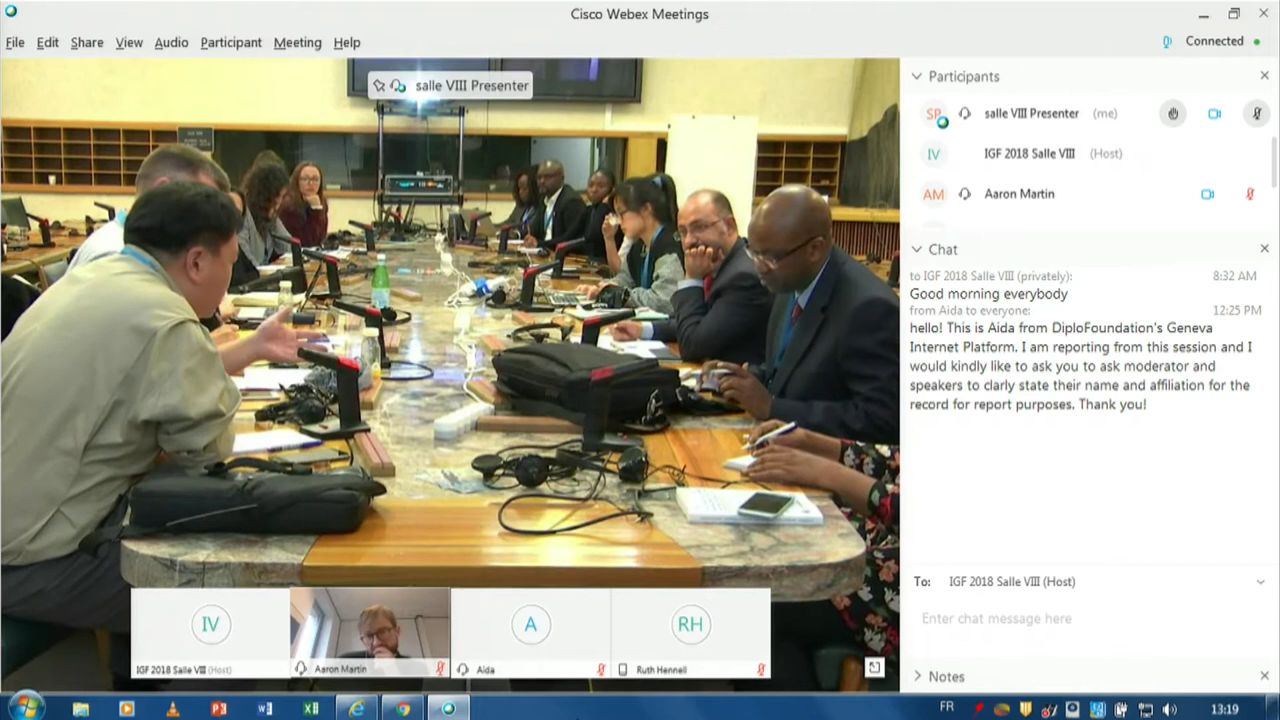 Cisco Webex Meetings
File Edit Share View Audio Participant Meeting Help
Connected
salle VIII Presenter
Participants
SP salle VIII Presenter (me)
IV IGF 2018 Salle VIII (Host)
AM Aaron Martin
Chat
to IGF 2018 Salle VIII (privately): 8:32 AM
Good morning everybody
from Aida to everyone: 12:25 PM
hello! This is Aida from DiploFoundation's Geneva
Internet Platform. I am reporting from this session and I
would kindly like to ask you to ask moderator and
speakers to clarly state their name and affiliation for the
record for report purposes. Thank you!
To: IGF 2018 Salle VIII (Host)
Enter chat message here
Notes
IV
IGF 2018 Salle VIII (Host)
Aaron Martin
A
Aida
RH
Ruth Hennell
FR
13:19